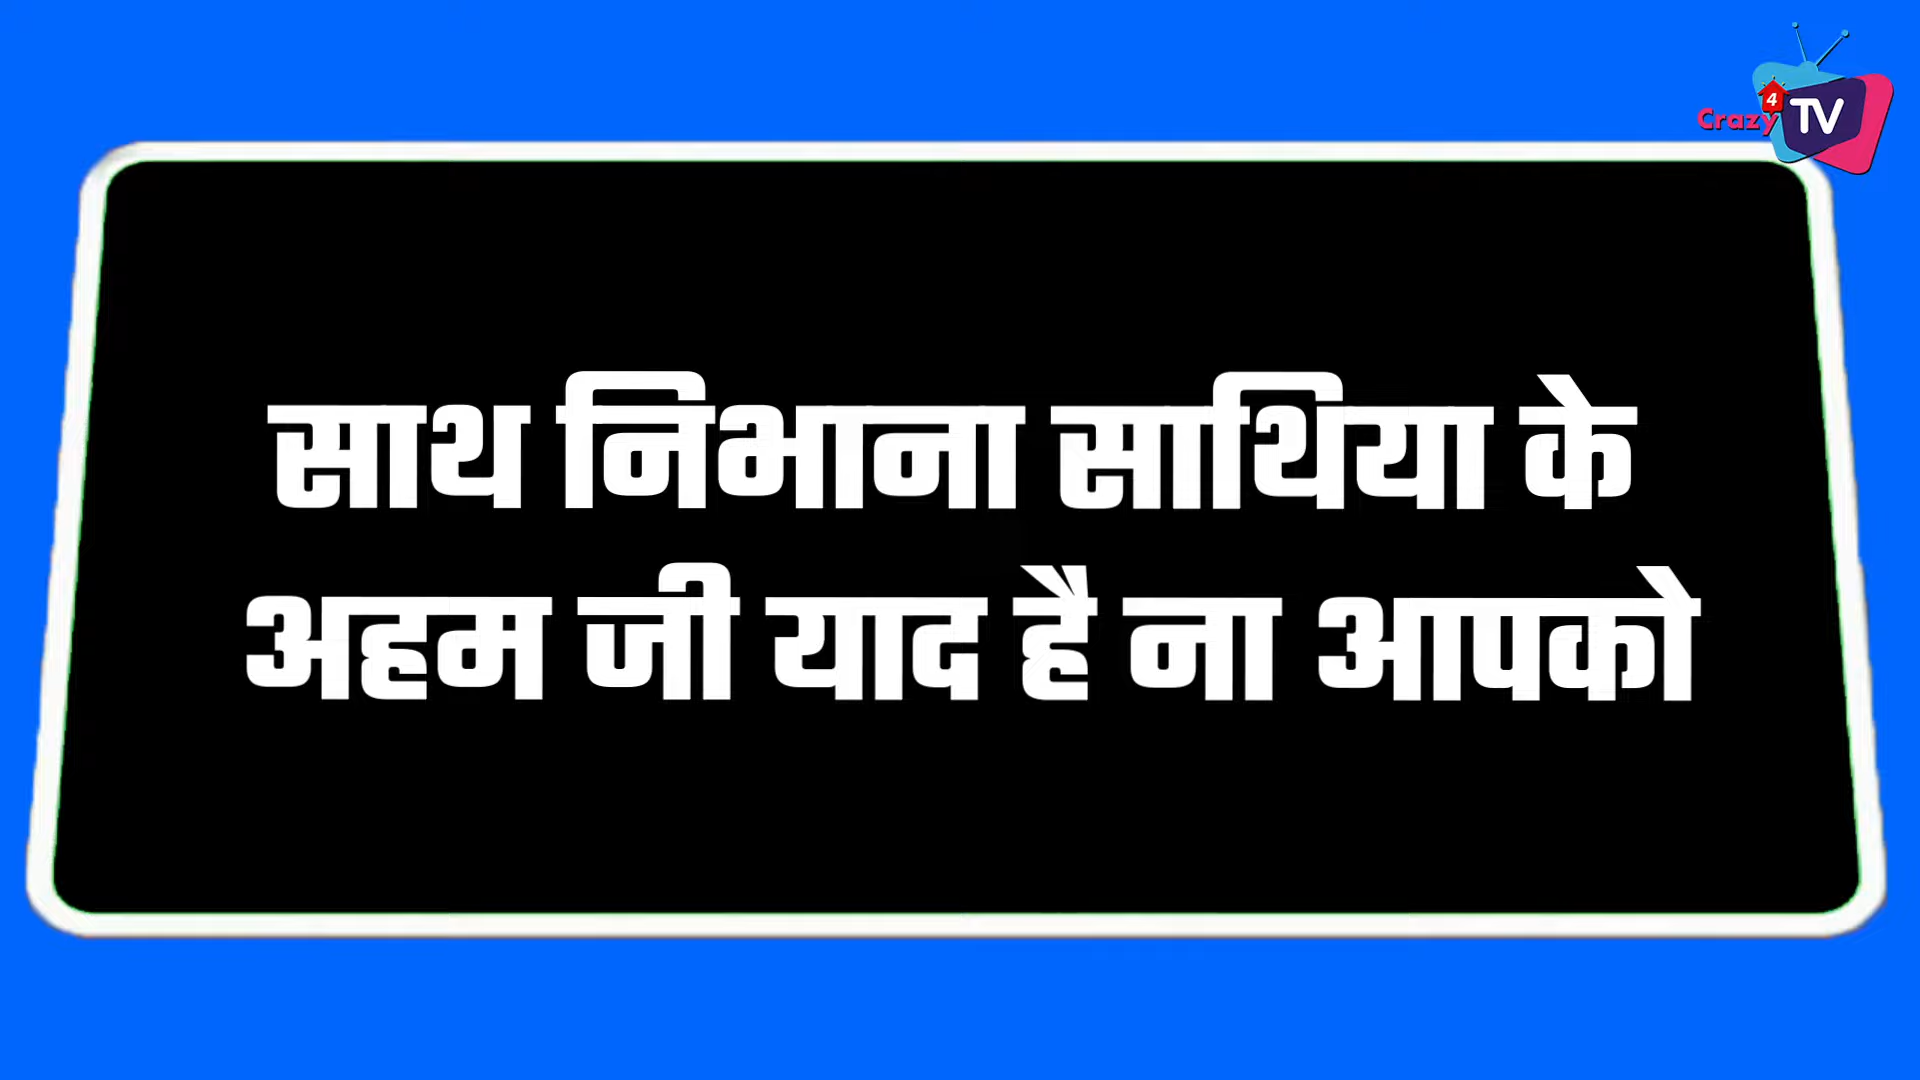 Crazy 4 TV
साथ निभाना साथिया के
अहम जी याद है ना आपको